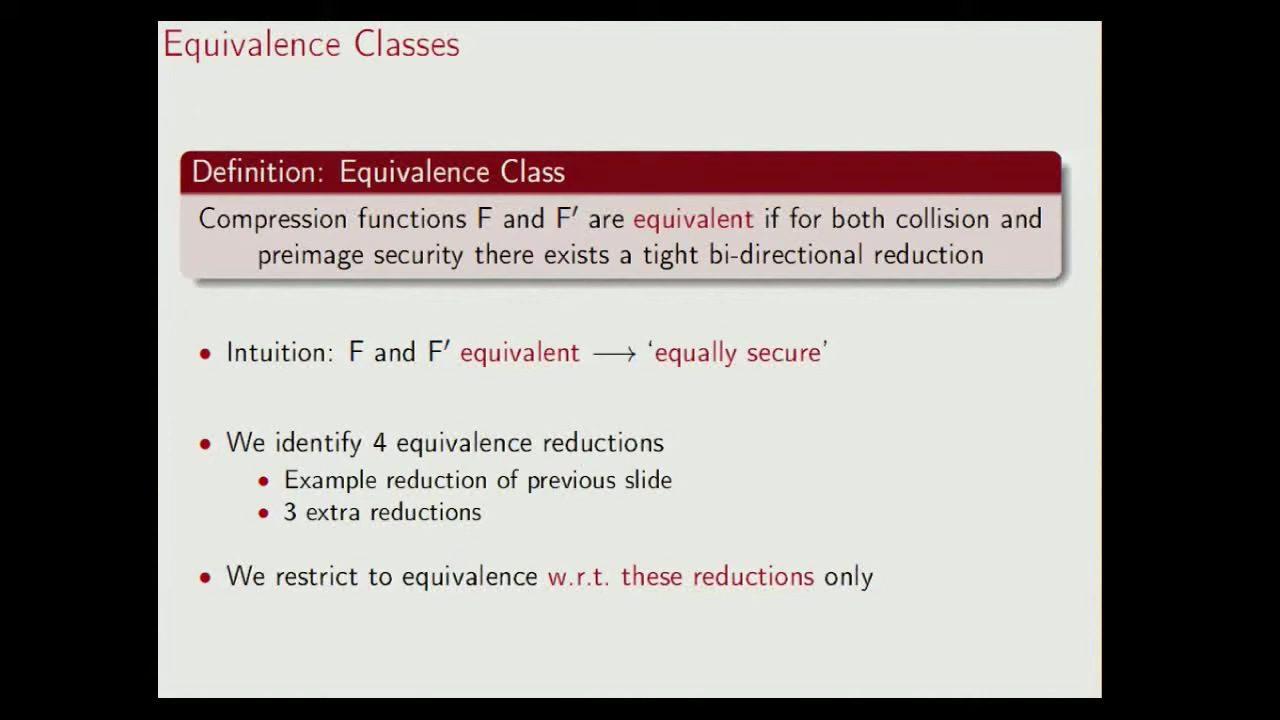 Equivalence Classes
Definition: Equivalence Class
Compression functions F and F′ are equivalent if for both collision and
preimage security there exists a tight bi-directional reduction
• Intuition: F and F′ equivalent ⟶ ‘equally secure’
• We identify 4 equivalence reductions
• Example reduction of previous slide
• 3 extra reductions
• We restrict to equivalence w.r.t. these reductions only